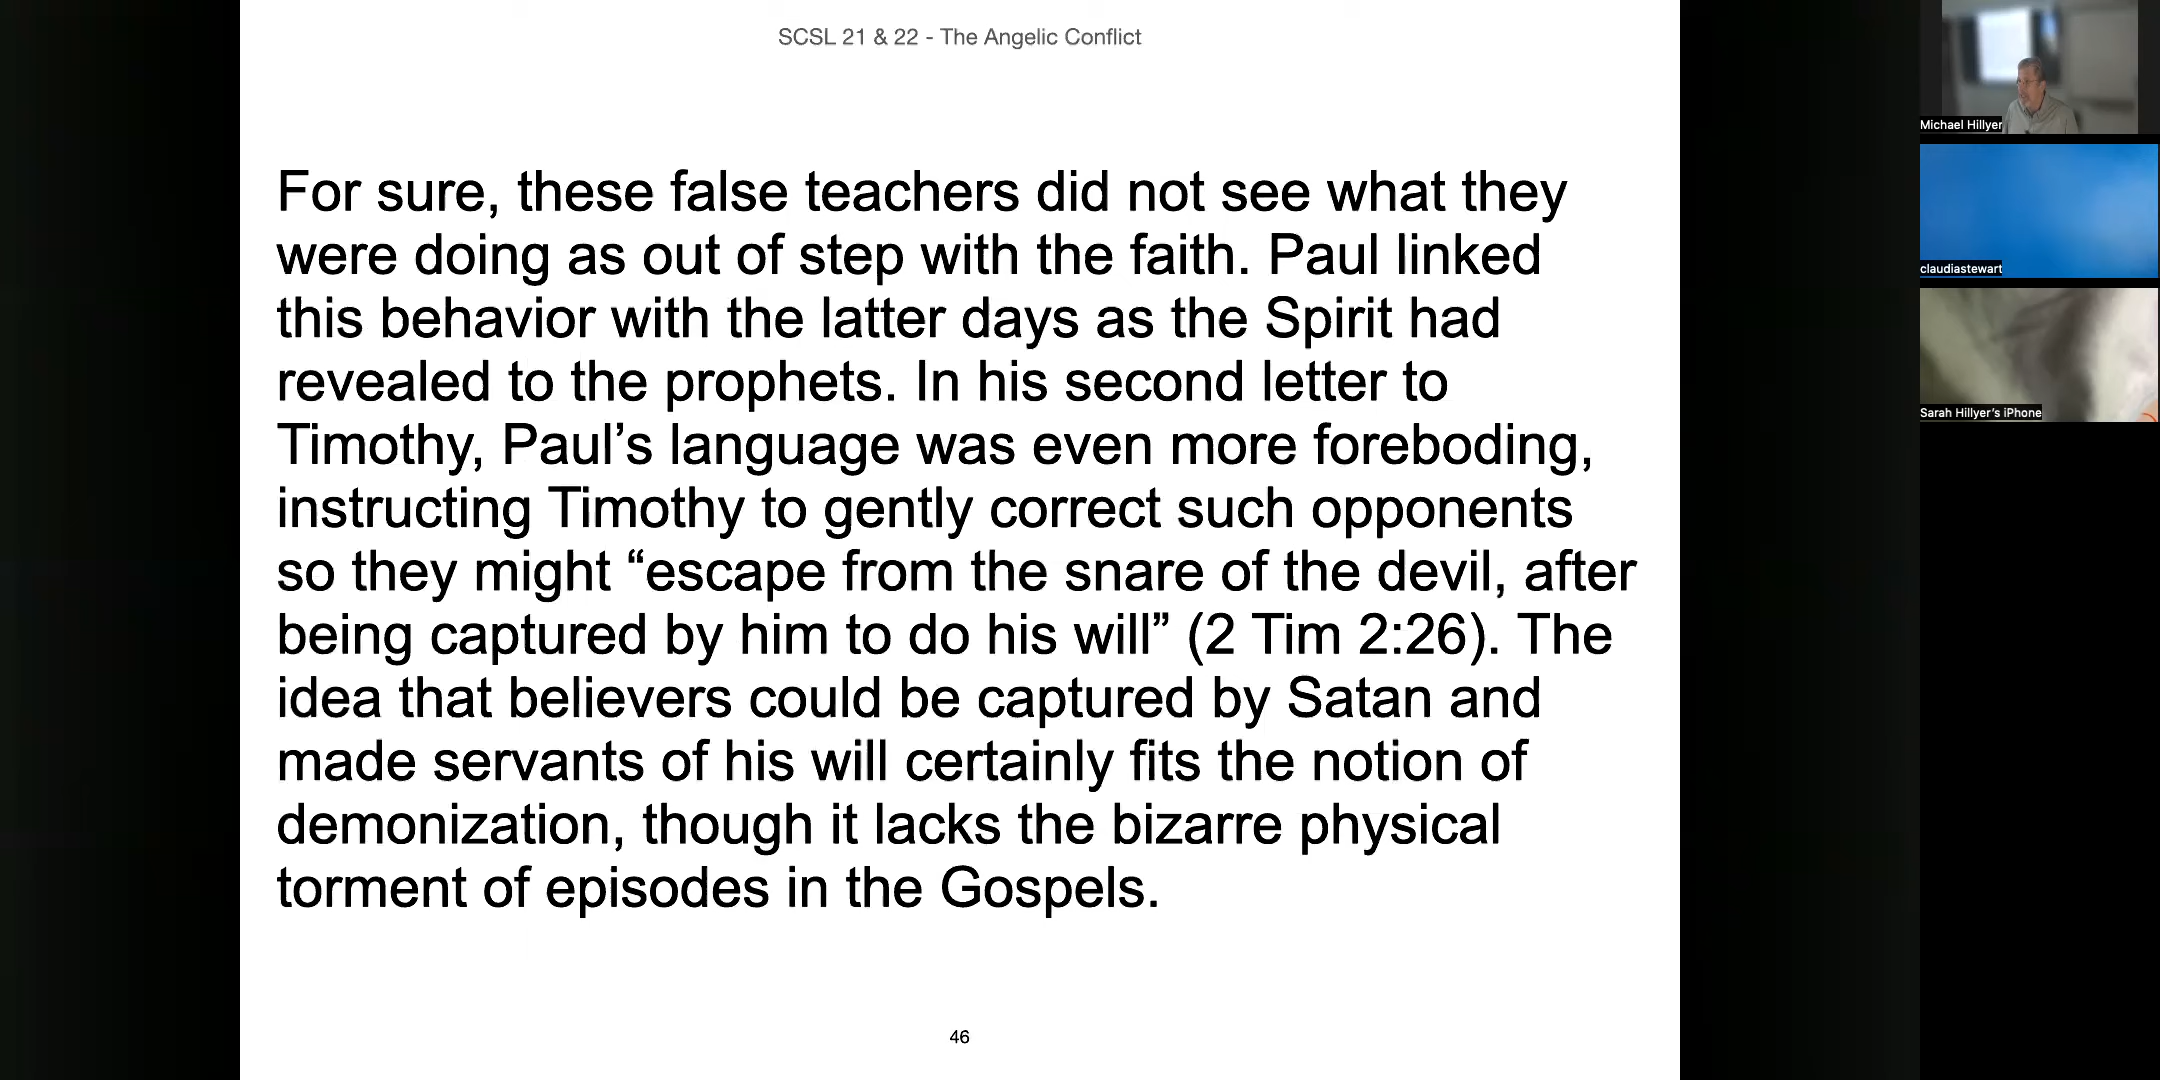 SCSL 21 & 22 - The Angelic Conflict
For sure, these false teachers did not see what they
were doing as out of step with the faith. Paul linked
this behavior with the latter days as the Spirit had
revealed to the prophets. In his second letter to
Timothy, Paul’s language was even more foreboding,
instructing Timothy to gently correct such opponents
so they might “escape from the snare of the devil, after
being captured by him to do his will” (2 Tim 2:26). The
idea that believers could be captured by Satan and
made servants of his will certainly fits the notion of
demonization, though it lacks the bizarre physical
torment of episodes in the Gospels.
46
Michael Hillyer
claudiastewart
Sarah Hillyer’s iPhone